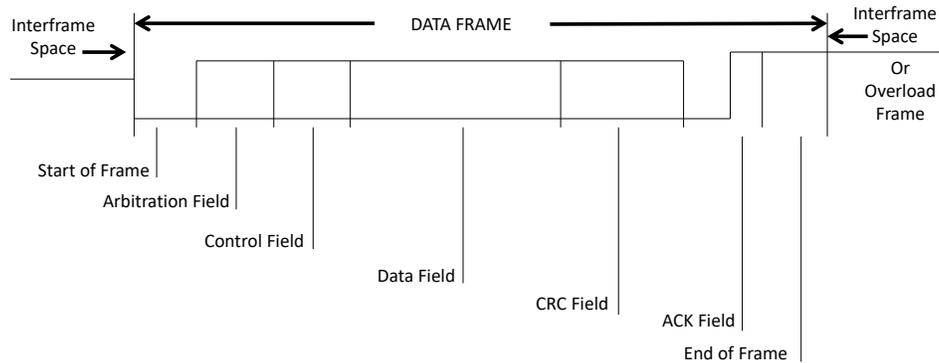 Interframe
Space
DATA FRAME
Interframe
Space
Or
Overload
Frame
Start of Frame
Arbitration Field
Control Field
Data Field
CRC Field
ACK Field
End of Frame